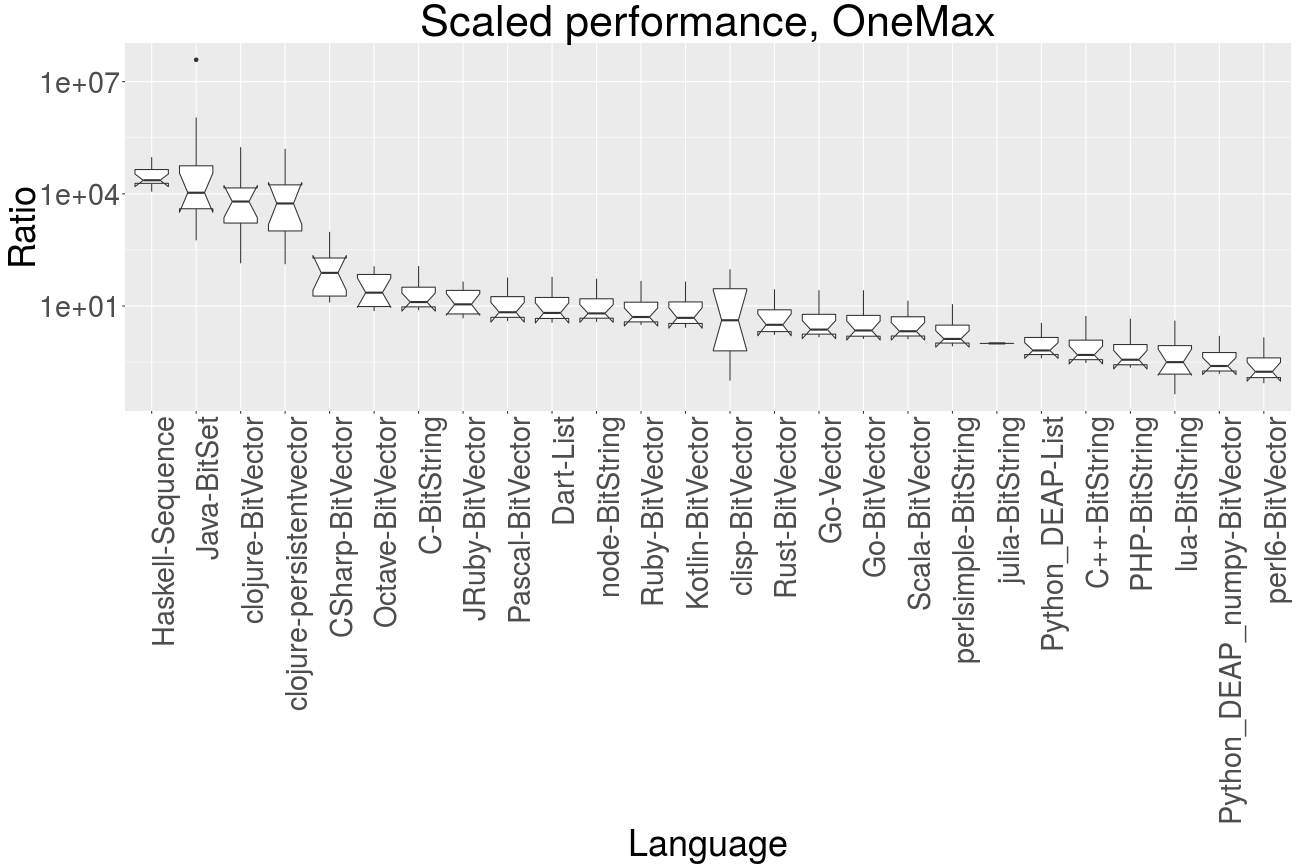 Scaled performance, OneMax
Ratio
1e+07
1e+04
1e+01
Haskell-Sequence
Java-BitSet
clojure-BitVector
clojure-persistentvector
CSharp-BitVector
Octave-BitVector
C-BitString
JRuby-BitVector
Pascal-BitVector
Dart-List
node-BitString
Ruby-BitVector
Kotlin-BitVector
clisp-BitVector
Rust-BitVector
Go-Vector
Go-BitVector
Scala-BitVector
perlsimple-BitString
julia-BitString
Python_DEAP-List
C++-BitString
PHP-BitString
lua-BitString
Python_DEAP_numpy-BitVector
perl6-BitVector
Language